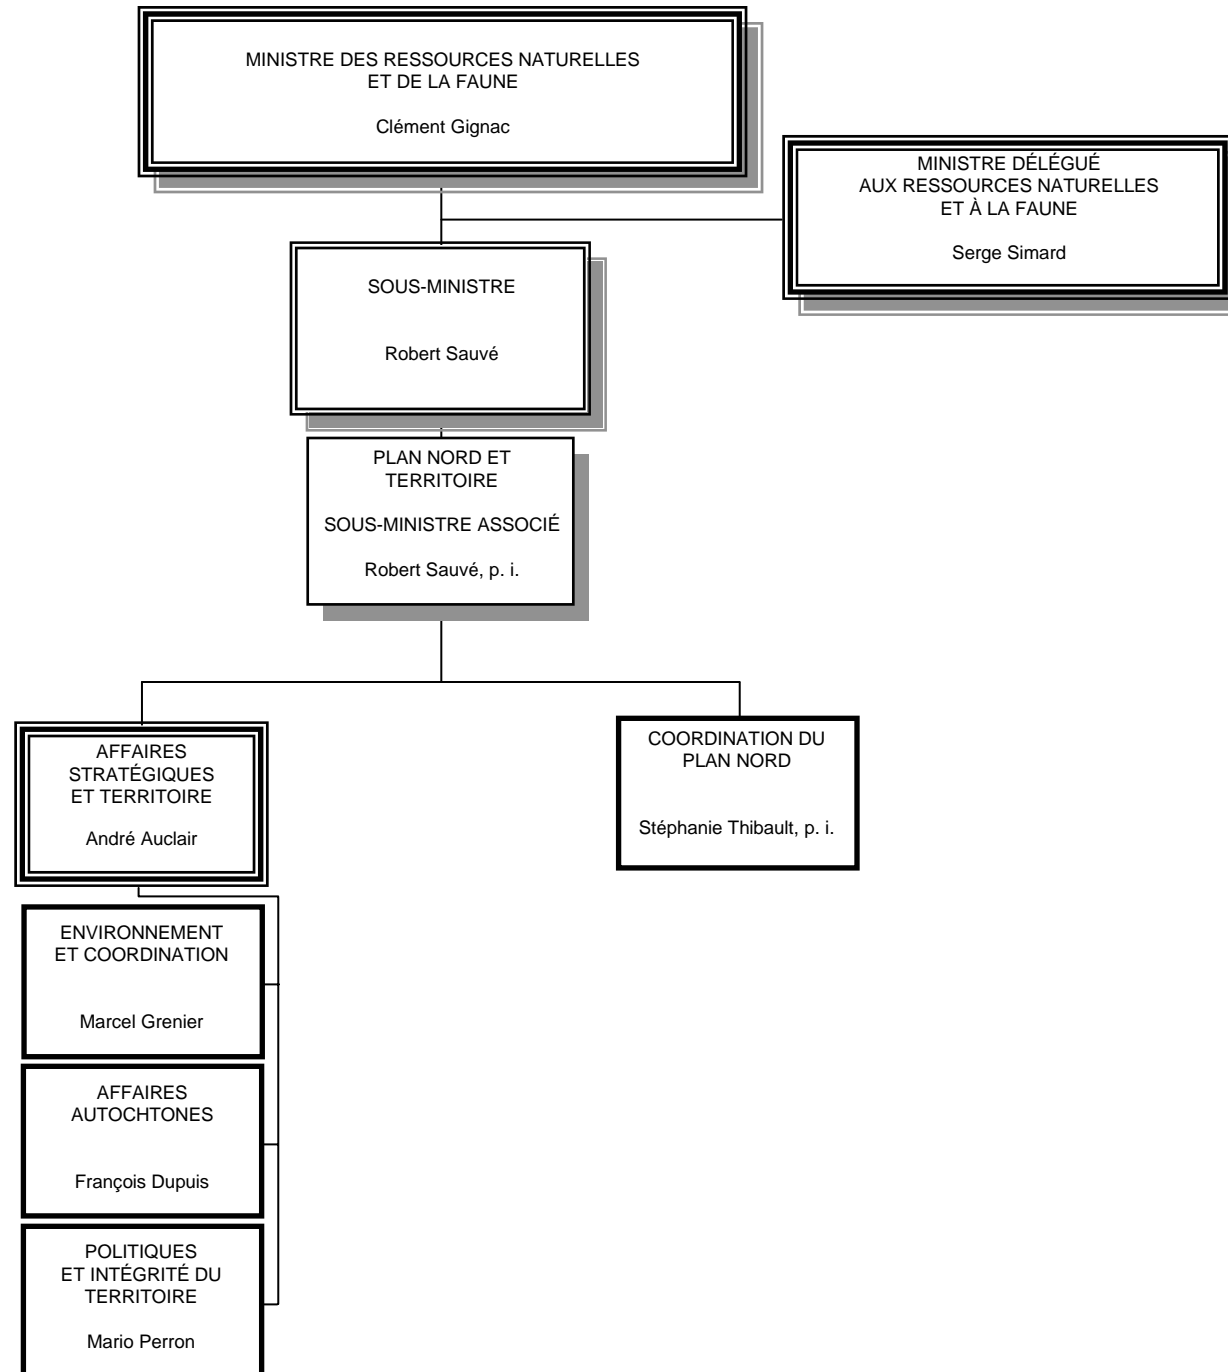 MINISTRE DES RESSOURCES NATURELLES
ET DE LA FAUNE
Clément Gignac
MINISTRE DÉLÉGUÉ
AUX RESSOURCES NATURELLES
ET À LA FAUNE
Serge Simard
SOUS-MINISTRE
Robert Sauvé
PLAN NORD ET
TERRITOIRE
SOUS-MINISTRE ASSOCIÉ
Robert Sauvé, p. i.
AFFAIRES
STRATÉGIQUES
ET TERRITOIRE
André Auclair
COORDINATION DU
PLAN NORD
Stéphanie Thibault, p. i.
ENVIRONNEMENT
ET COORDINATION
Marcel Grenier
AFFAIRES
AUTOCHTONES
François Dupuis
POLITIQUES
ET INTÉGRITÉ DU
TERRITOIRE
Mario Perron